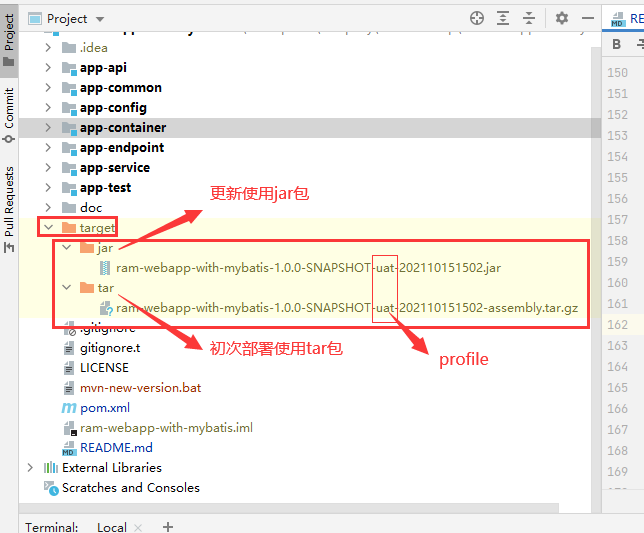 Project
RE
B
.idea
app-api
app-common
app-config
app-container
app-endpoint
app-service
app-test
doc
target
jar
ram-webapp-with-mybatis-1.0.0-SNAPSHOT-uat-202110151502.jar
tar
ram-webapp-with-mybatis-1.0.0-SNAPSHOT-uat-202110151502-assembly.tar.gz
.gitignore
gitignore.t
LICENSE
mvn-new-version.bat
pom.xml
ram-webapp-with-mybatis.iml
README.md
External Libraries
Scratches and Consoles
更新使用jar包
初次部署使用tar包
profile
Project
Commit
Pull Requests
150
151
152
153
154
155
156
157
158
159
160
161
162
163
164
165
166
167
168
169
Terminal:
Local